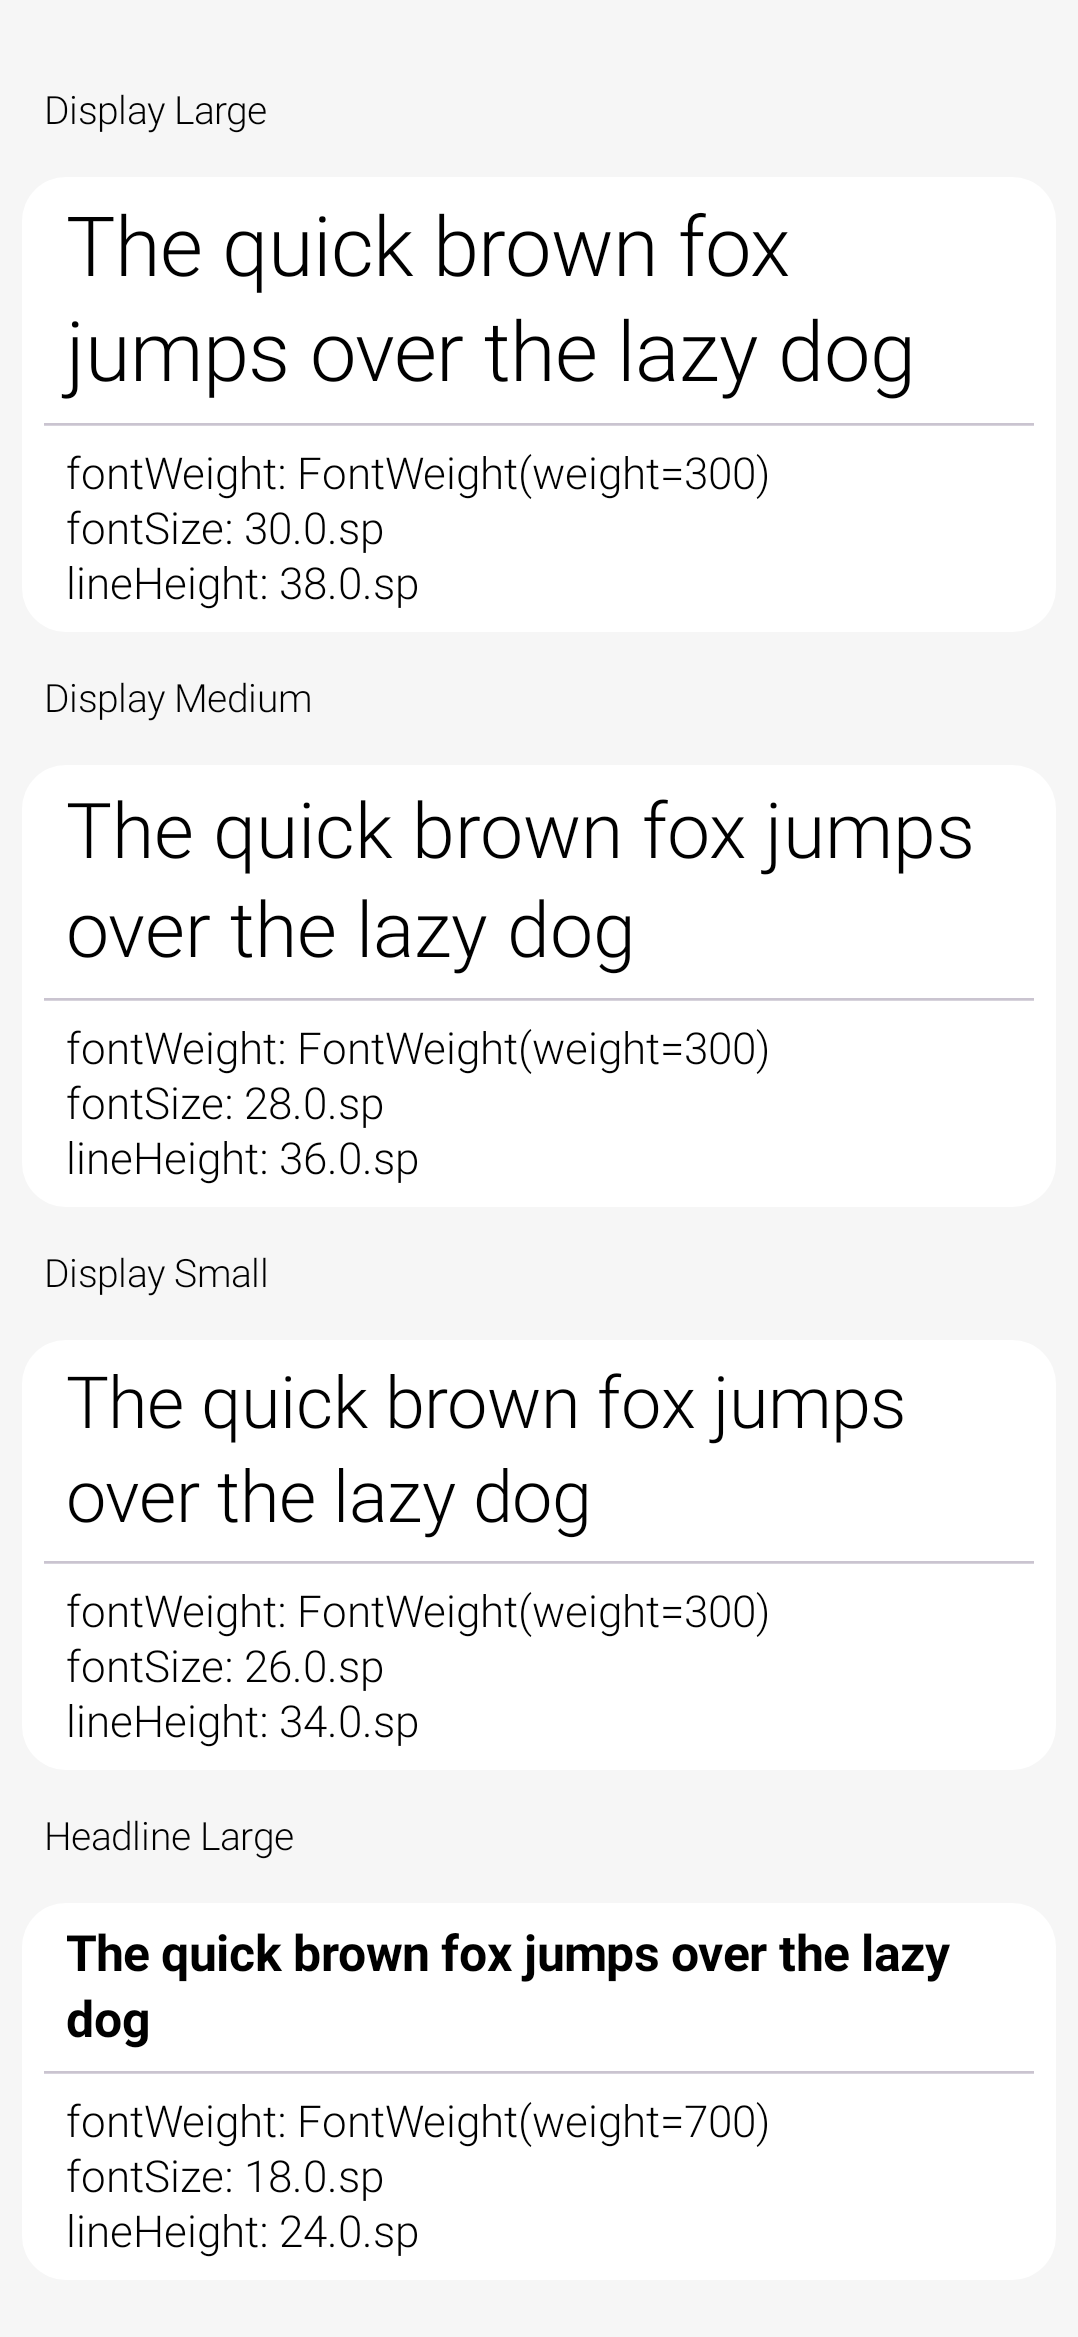 Display Large
The quick brown fox
jumps over the lazy dog
fontWeight: FontWeight(weight=300)
fontSize: 30.0.sp
lineHeight: 38.0.sp
Display Medium
The quick brown fox jumps
over the lazy dog
fontWeight: FontWeight(weight=300)
fontSize: 28.0.sp
lineHeight: 36.0.sp
Display Small
The quick brown fox jumps
over the lazy dog
fontWeight: FontWeight(weight=300)
fontSize: 26.0.sp
lineHeight: 34.0.sp
Headline Large
The quick brown fox jumps over the lazy
dog
fontWeight: FontWeight(weight=700)
fontSize: 18.0.sp
lineHeight: 24.0.sp